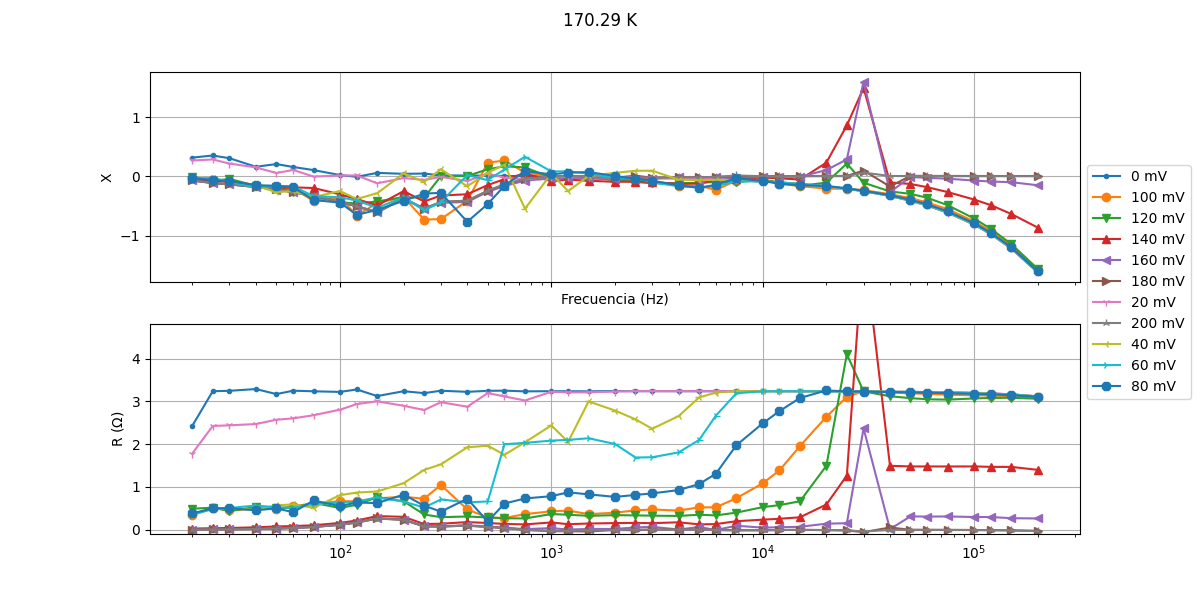 170.29 K
1
0
−1
X
Frecuencia (Hz)
4
3
2
1
0
R (Ω)
10²
10³
10⁴
10⁵
0 mV
100 mV
120 mV
140 mV
160 mV
180 mV
20 mV
200 mV
40 mV
60 mV
80 mV